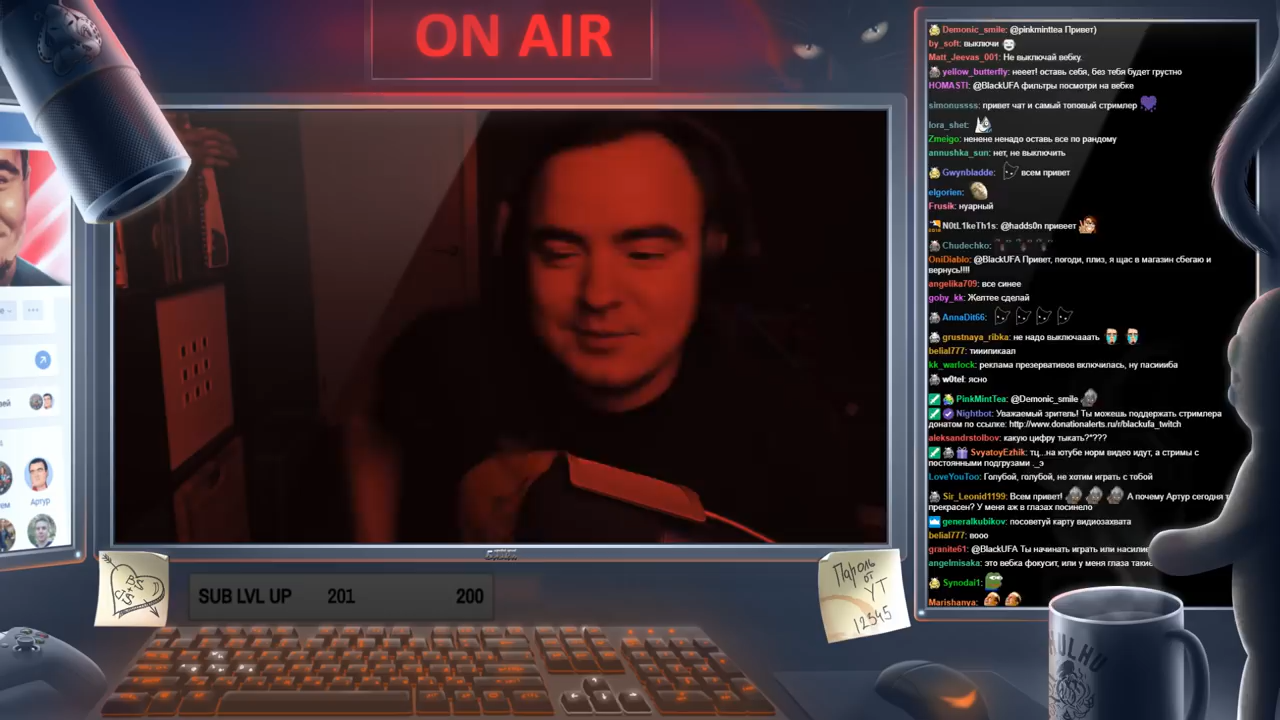 ON AIR
Demonic_smile: @pinkminttea Привет)
by_soft: выключи
Matt_Jeevas_001: Не выключай вебку.
yellow_butterfly: нееет! оставь себя, без тебя будет грустно
HOMASTI: @BlackUFA фильтры посмотри на вебке
simonussss: привет чат и самый топовый стример
lora_shet:
Zmeigo: ненене ненадо оставь все по рандому
annushka_sun: нет, не выключить
Gwynbladde: всем привет
elgorien:
Frusik: нуарный
N0tL1keTh1s: @hadds0n привеет
Chudechko:
OniDiablo: @BlackUFA Привет, погоди, плиз, я щас в магазин сбегаю и
вернусь!!!!
angelika709: все синее
goby_kk: Желтее сделай
AnnaDit66:
grustnaya_ribka: не надо выключааать
belial777: тииипикаал
kk_warlock: реклама презервативов включилась, ну пасиииба
w0tel: ясно
PinkMintTea: @Demonic_smile
Nightbot: Уважаемый зритель! Ты можешь поддержать стримлера
донатом по ссылке: http://www.donationalerts.ru/r/blackufa_twitch
aleksandrstolbov: какую цифру тыкать?"???
SvyatoyEzhik: тц...на ютубе норм видео идут, а стримы с
постоянными подгрузами ._э
LoveYouToo: Голубой, голубой, не хотим играть с тобой
Sir_Leonid1199: Всем привет! А почему Артур сегодня т
прекрасен? У меня аж в глазах посинело
generalkubikov: посоветуй карту видиозахвата
belial777: вооо
granite61: @BlackUFA Ты начинать играть или насилие
angelmisaka: это вебка фокусит, или у меня глаза такие
Synodai1:
Marishanya:
Артур
BS
SUB LVL UP 201 200
Пароль
от
YT
12345